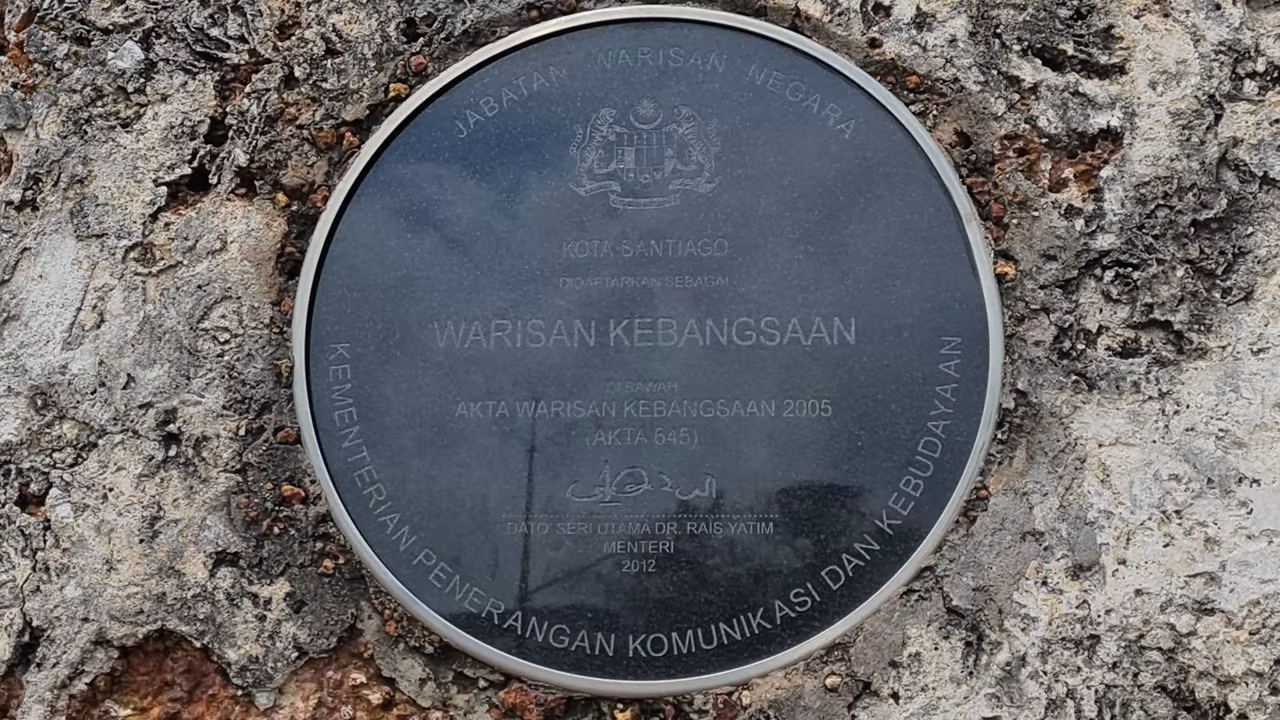 JABATAN WARISAN NEGARA
KOTA SANTIAGO
DIDAFTARKAN SEBAGAI
WARISAN KEBANGSAAN
DI BAWAH
AKTA WARISAN KEBANGSAAN 2005
(AKTA 645)
DATO' SERI UTAMA DR. RAIS YATIM
MENTERI
2012
KEMENTERIAN PENERANGAN KOMUNIKASI DAN KEBUDAYAAN